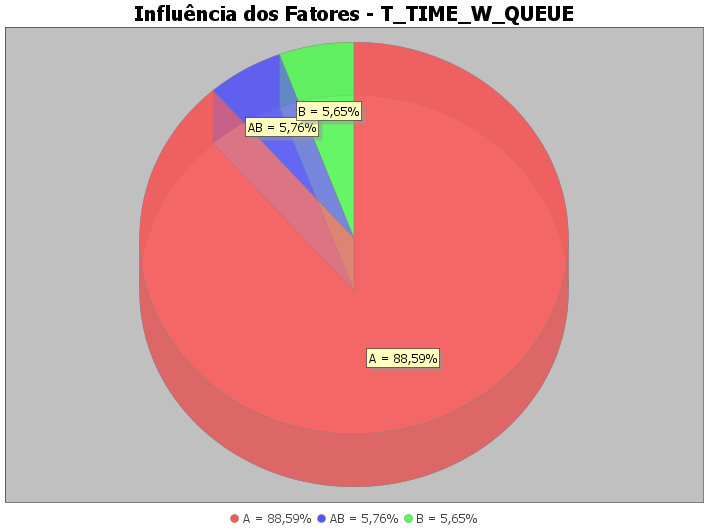 Influência dos Fatores - T_TIME_W_QUEUE
B = 5,65%
AB = 5,76%
A = 88,59%
A = 88,59% AB = 5,76% B = 5,65%